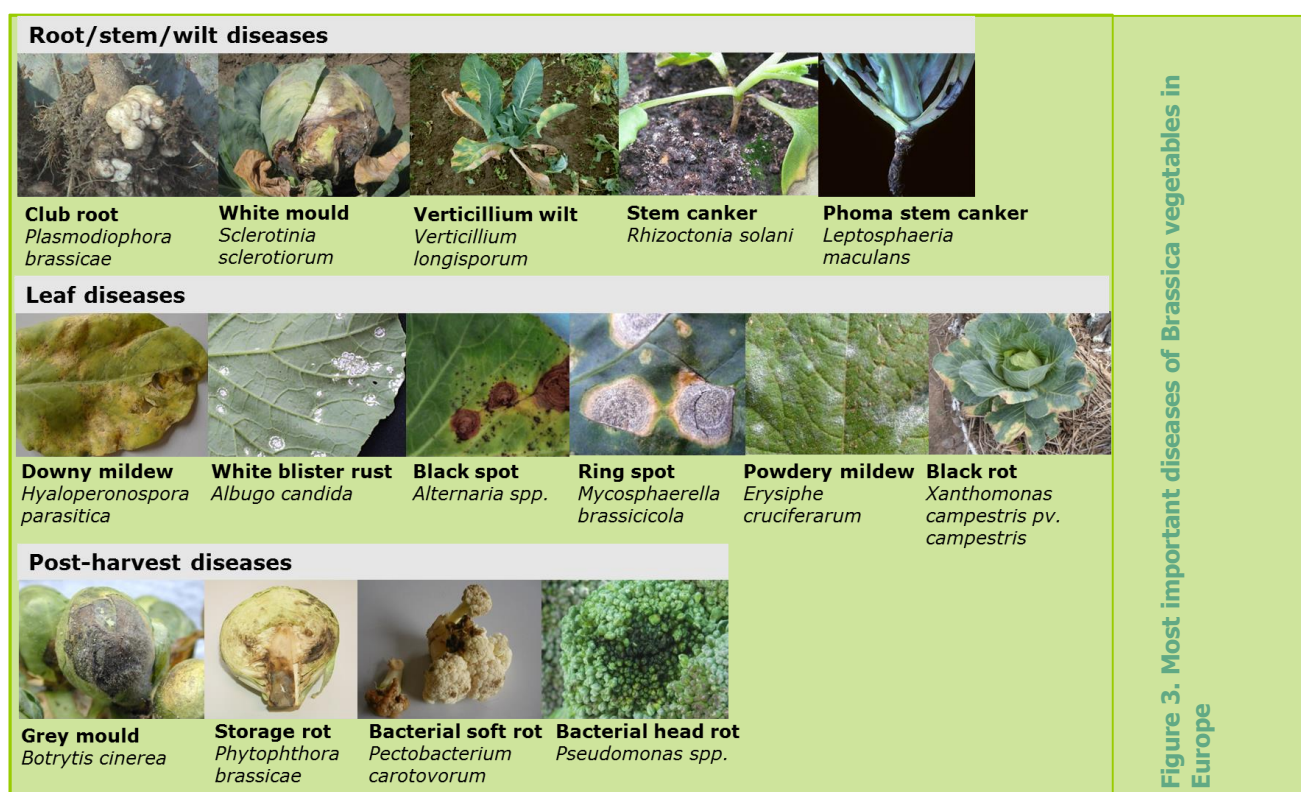 Root/stem/wilt diseases
Club root
Plasmodiophora
brassicae
White mould
Sclerotinia
sclerotiorum
Verticillium wilt
Verticillium
longisporum
Stem canker
Rhizoctonia solani
Phoma stem canker
Leptosphaeria
maculans
Leaf diseases
Downy mildew
Hyaloperonospora
parasitica
White blister rust
Albugo candida
Black spot
Alternaria spp.
Ring spot
Mycosphaerella
brassicicola
Powdery mildew
Erysiphe
cruciferarum
Black rot
Xanthomonas
campestris pv.
campestris
Post-harvest diseases
Grey mould
Botrytis cinerea
Storage rot
Phytophthora
brassicae
Bacterial soft rot
Pectobacterium
carotovorum
Bacterial head rot
Pseudomonas spp.
Figure 3. Most important diseases of Brassica vegetables in
Europe